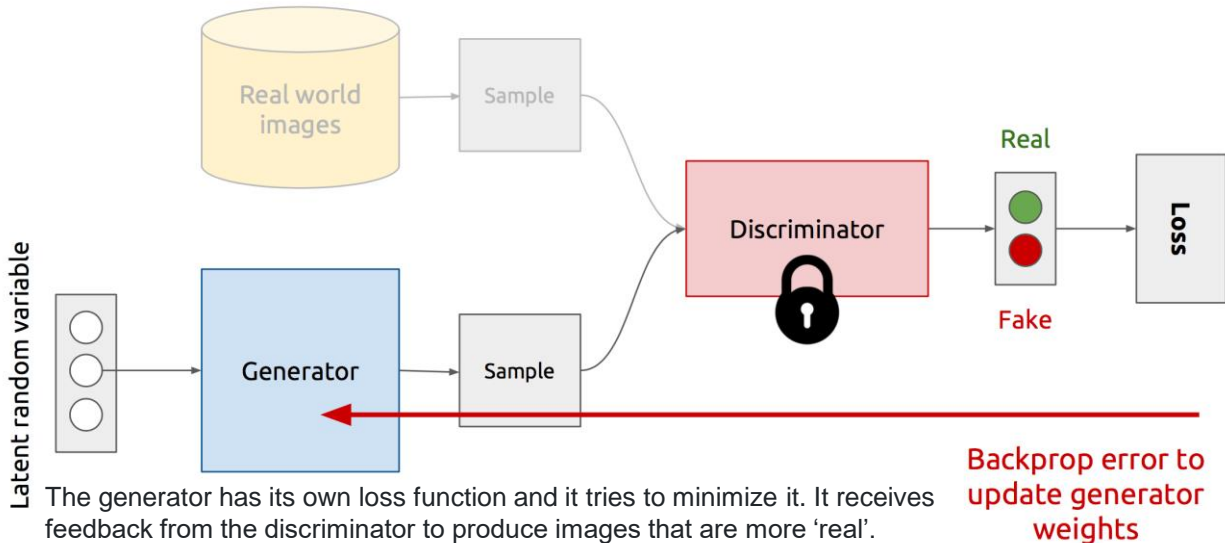 Real world
images
Sample
Real
Discriminator
Loss
Fake
Latent random variable
Generator
Sample
Backprop error to
update generator
weights
The generator has its own loss function and it tries to minimize it. It receives
feedback from the discriminator to produce images that are more ‘real’.